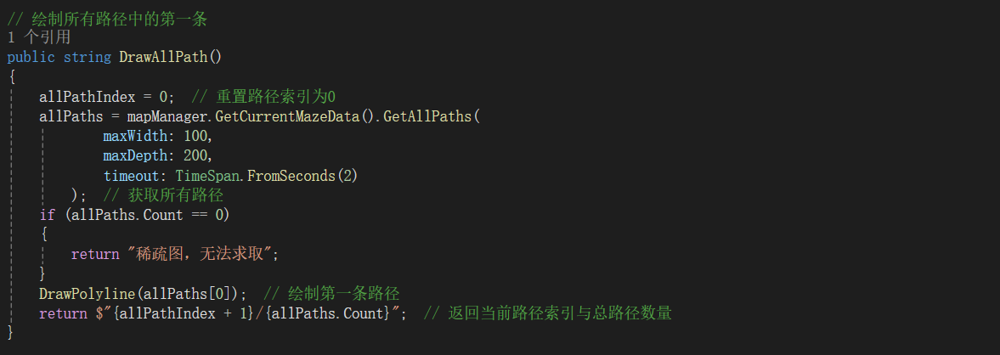 // 绘制所有路径中的第一条
1 个引用
public string DrawAllPath()
{
allPathIndex = 0;  // 重置路径索引为0
allPaths = mapManager.GetCurrentMazeData().GetAllPaths(
maxWidth: 100,
maxDepth: 200,
timeout: TimeSpan.FromSeconds(2)
);  // 获取所有路径
if (allPaths.Count == 0)
{
return "稀疏图，无法求取";
}
DrawPolyline(allPaths[0]);  // 绘制第一条路径
return $"{allPathIndex + 1}/{allPaths.Count}";  // 返回当前路径索引与总路径数量
}